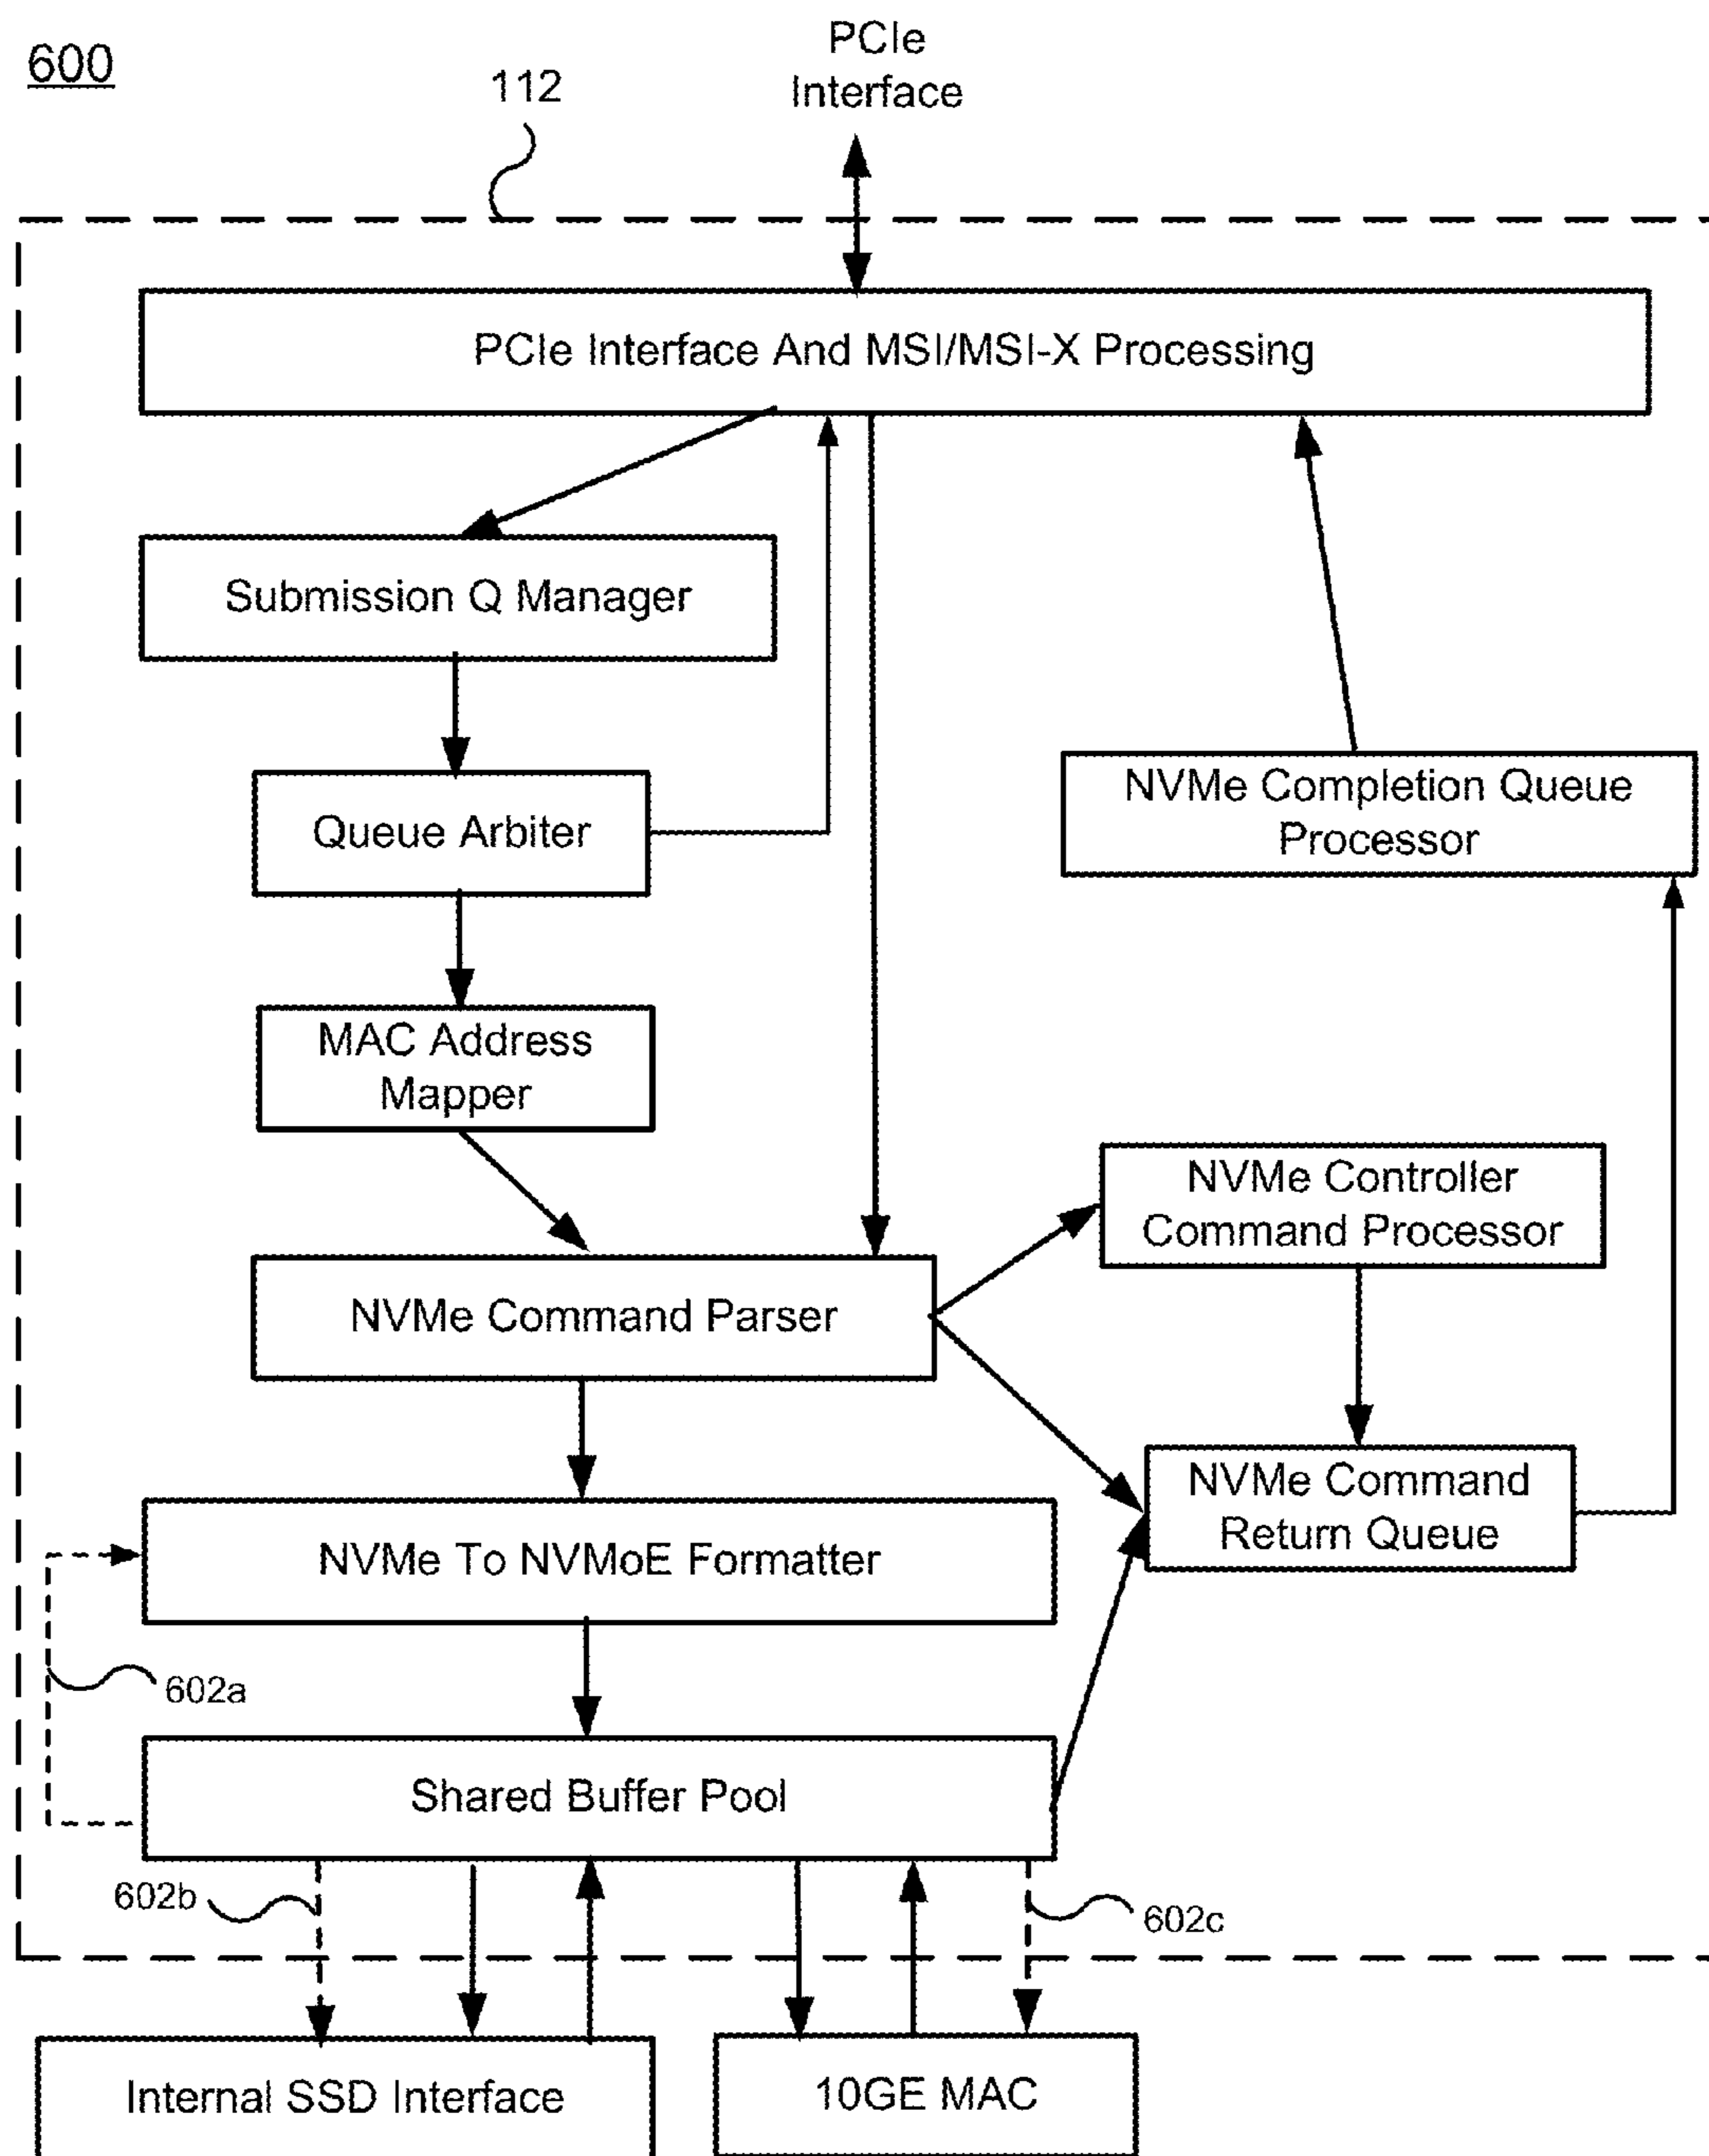 600
PCIe
Interface
112
PCIe Interface And MSI/MSI-X Processing
Submission Q Manager
Queue Arbiter
NVMe Completion Queue
Processor
MAC Address
Mapper
NVMe Controller
Command Processor
NVMe Command Parser
NVMe Command
Return Queue
NVMe To NVMoE Formatter
602a
Shared Buffer Pool
602b
602c
Internal SSD Interface
10GE MAC